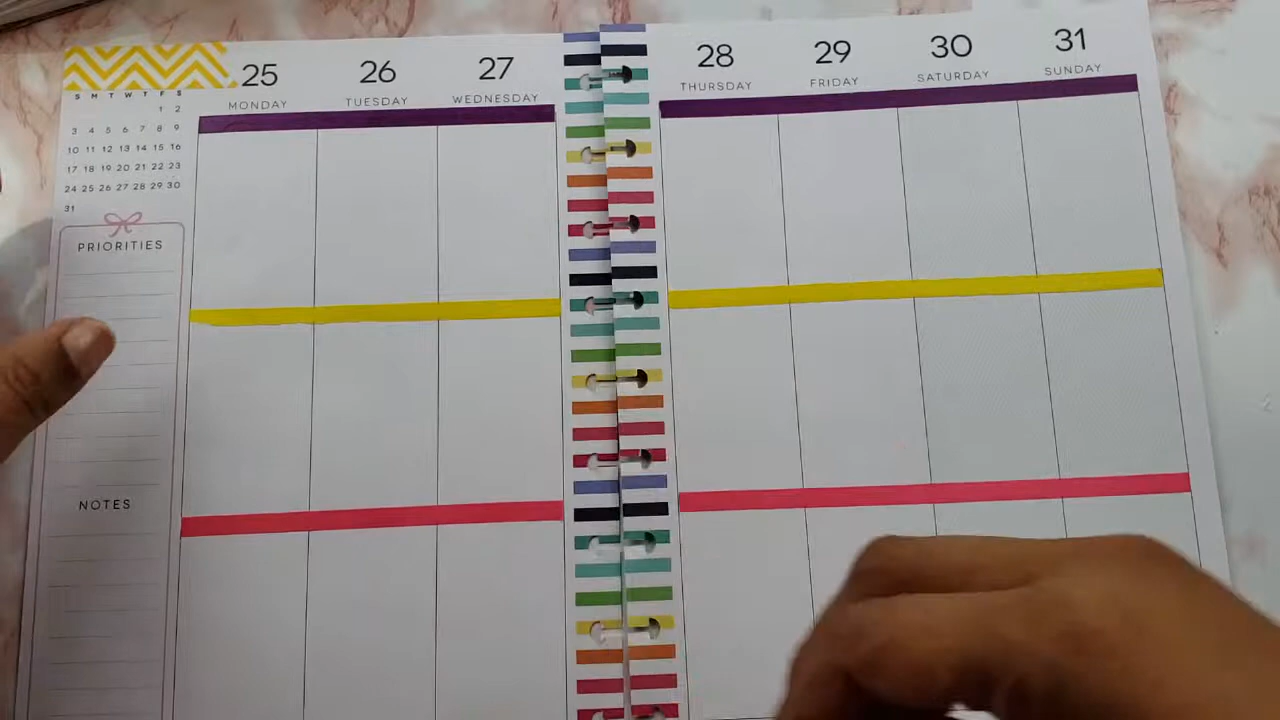 25 26 27 28 29 30 31
MONDAY TUESDAY WEDNESDAY THURSDAY FRIDAY SATURDAY SUNDAY
S M T W T F S
1 2
3 4 5 6 7 8 9
10 11 12 13 14 15 16
17 18 19 20 21 22 23
24 25 26 27 28 29 30
31
PRIORITIES
NOTES